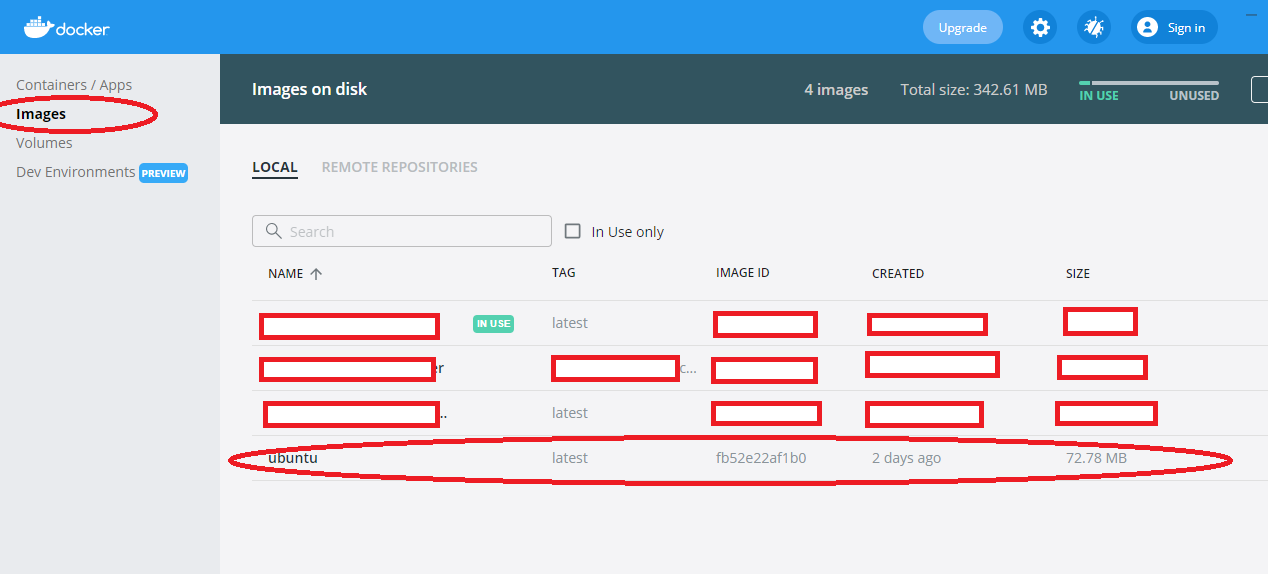 docker
Upgrade
Sign in
Containers / Apps
Images
Volumes
Dev Environments PREVIEW
Images on disk
4 images
Total size: 342.61 MB
IN USE
UNUSED
LOCAL
REMOTE REPOSITORIES
Search
In Use only
NAME TAG IMAGE ID CREATED SIZE
IN USE latest
latest
ubuntu latest fb52e22af1b0 2 days ago 72.78 MB